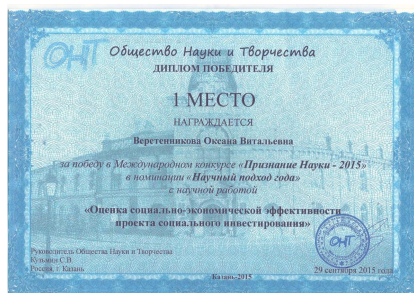 ОНТ
Общество Науки и Творчества
ДИПЛОМ ПОБЕДИТЕЛЯ
1 МЕСТО
НАГРАЖДАЕТСЯ
Веретенникова Оксана Витальевна
за победу в Международном конкурсе «Признание Науки - 2015»
в номинации «Научный подход года»
с научной работой
«Оценка социально-экономической эффективности
проекта социального инвестирования»
Руководитель Общества Науки и Творчества
Кузьмин С.В.
Россия, г. Казань
ОНТ
Казань-2015
29 сентября 2015 года